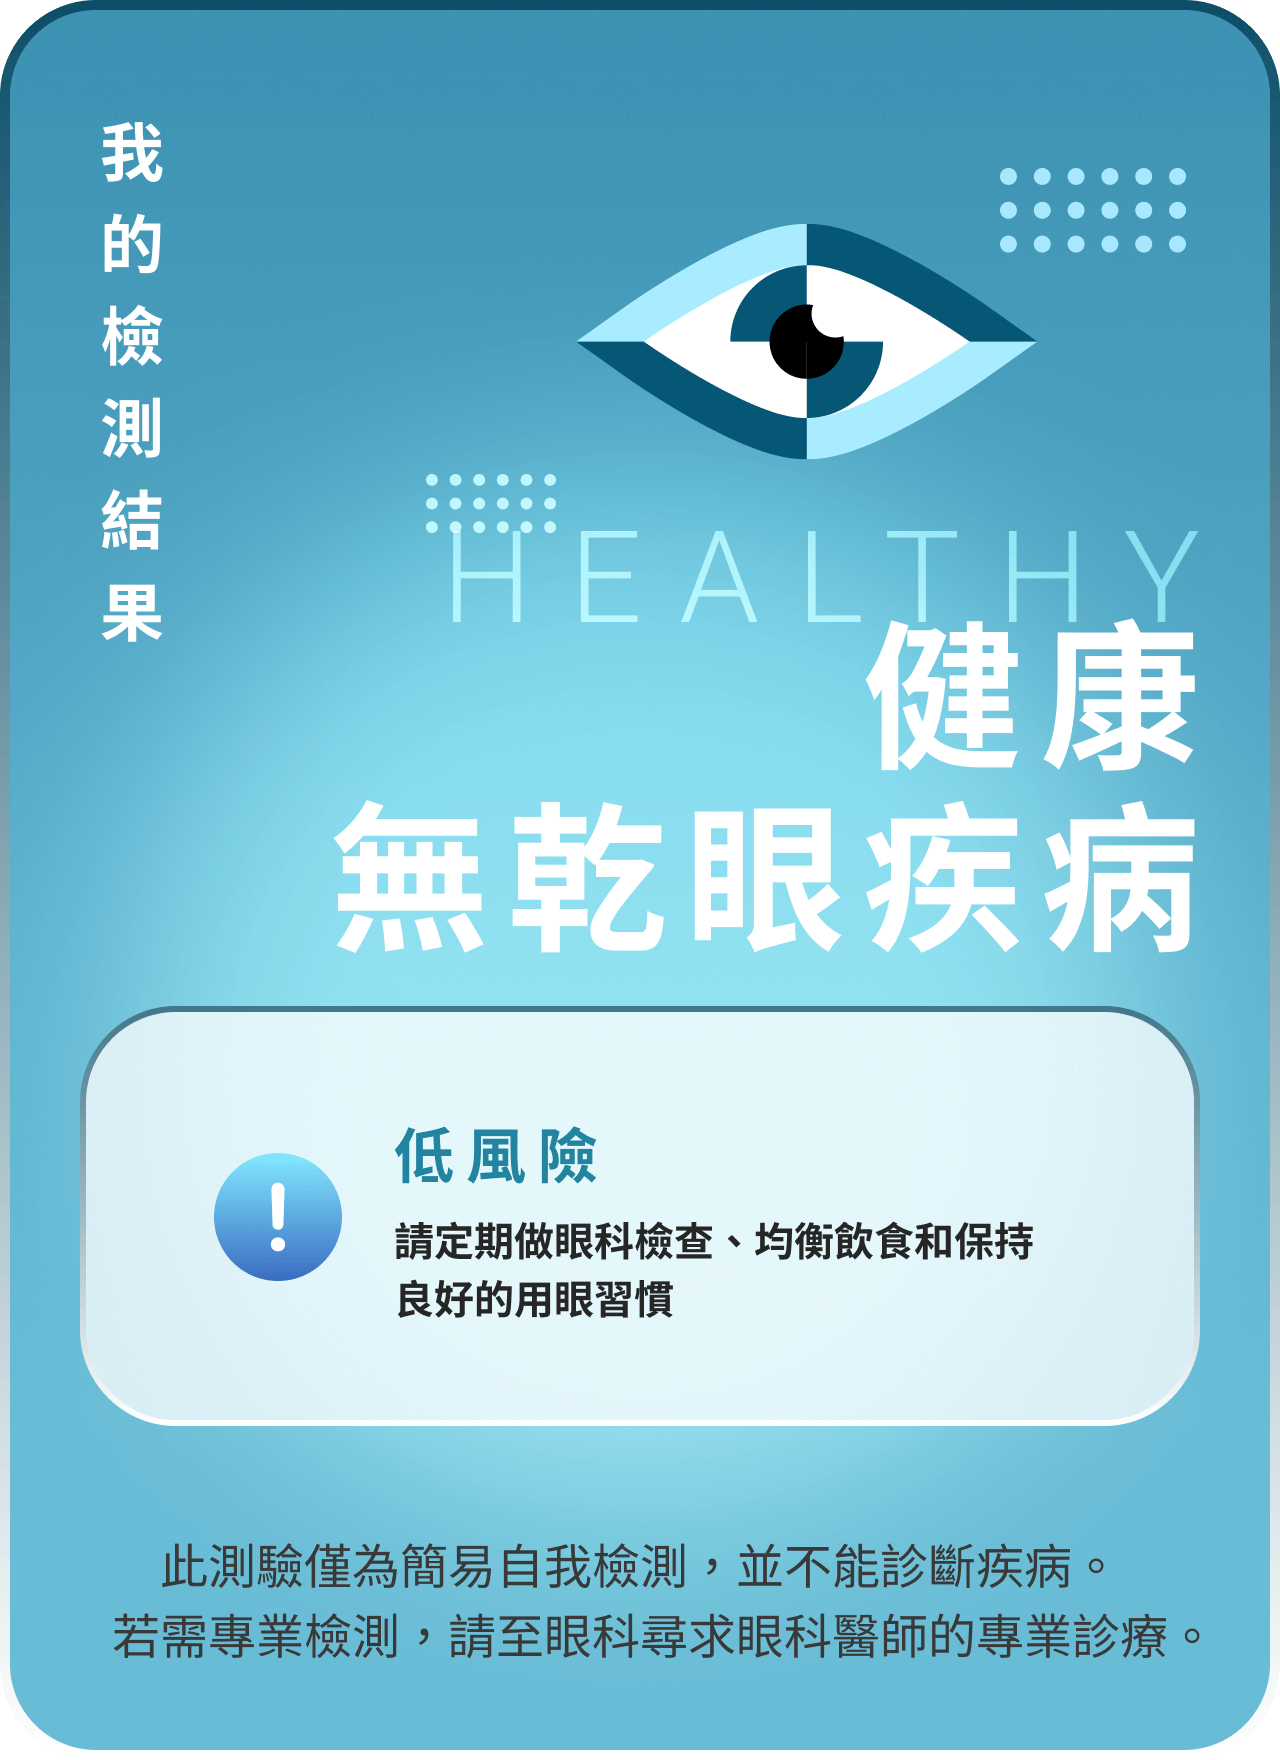 我的檢測結果
HEALTHY
健康
無乾眼疾病
低風險
請定期做眼科檢查、均衡飲食和保持
良好的用眼習慣
此測驗僅為簡易自我檢測，並不能診斷疾病。
若需專業檢測，請至眼科尋求眼科醫師的專業診療。